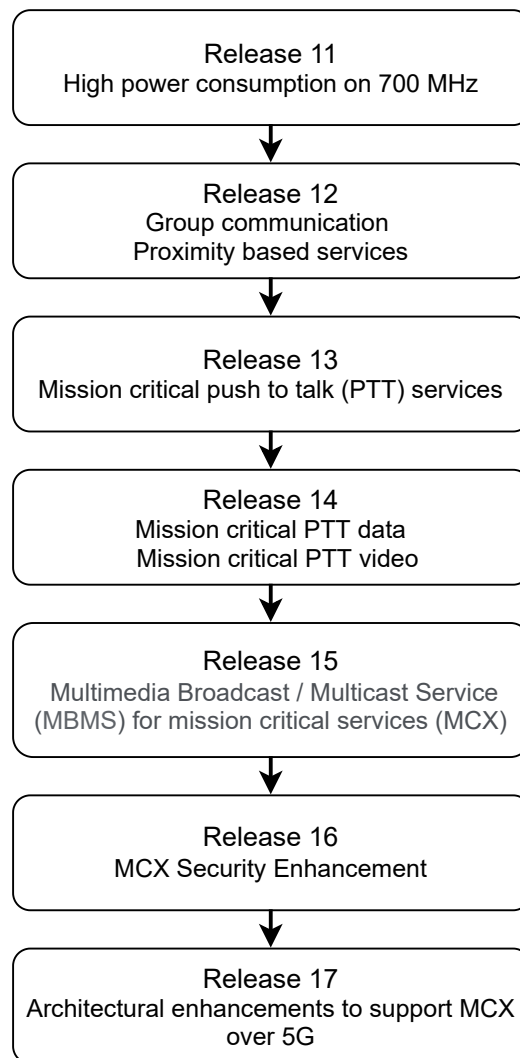 Release 11
High power consumption on 700 MHz
Release 12
Group communication
Proximity based services
Release 13
Mission critical push to talk (PTT) services
Release 14
Mission critical PTT data
Mission critical PTT video
Release 15
Multimedia Broadcast / Multicast Service
(MBMS) for mission critical services (MCX)
Release 16
MCX Security Enhancement
Release 17
Architectural enhancements to support MCX
over 5G